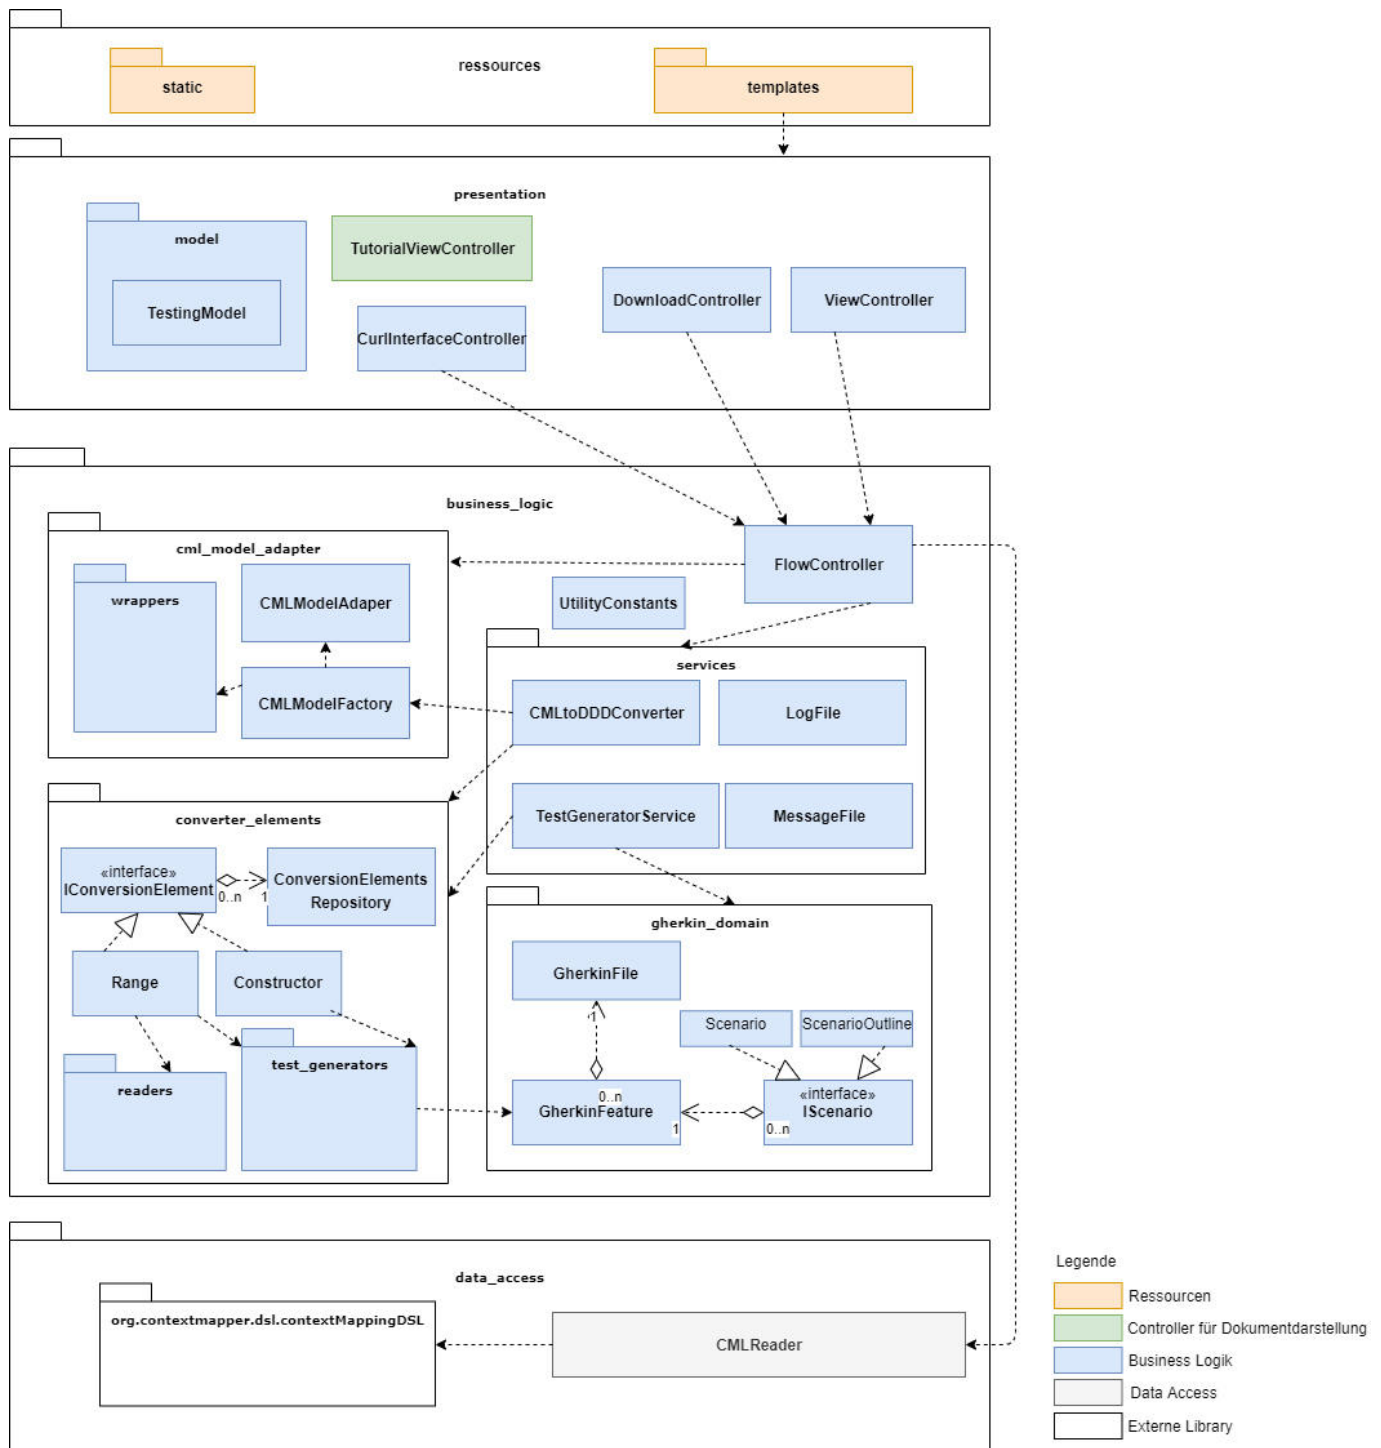 ressources
static
templates
presentation
model
TestingModel
TutorialViewController
CurlInterfaceController
DownloadController
ViewController
business_logic
cml_model_adapter
wrappers
CMLModelAdaper
CMLModelFactory
FlowController
UtilityConstants
services
CMLtoDDDConverter
LogFile
TestGeneratorService
MessageFile
converter_elements
«interface»
IConversionElement
0..n
1
ConversionElements
Repository
Range
Constructor
readers
test_generators
gherkin_domain
GherkinFile
1
Scenario
ScenarioOutline
0..n
GherkinFeature
1
«interface»
IScenario
0..n
data_access
org.contextmapper.dsl.contextMappingDSL
CMLReader
Legende
Ressourcen
Controller für Dokumentdarstellung
Business Logik
Data Access
Externe Library